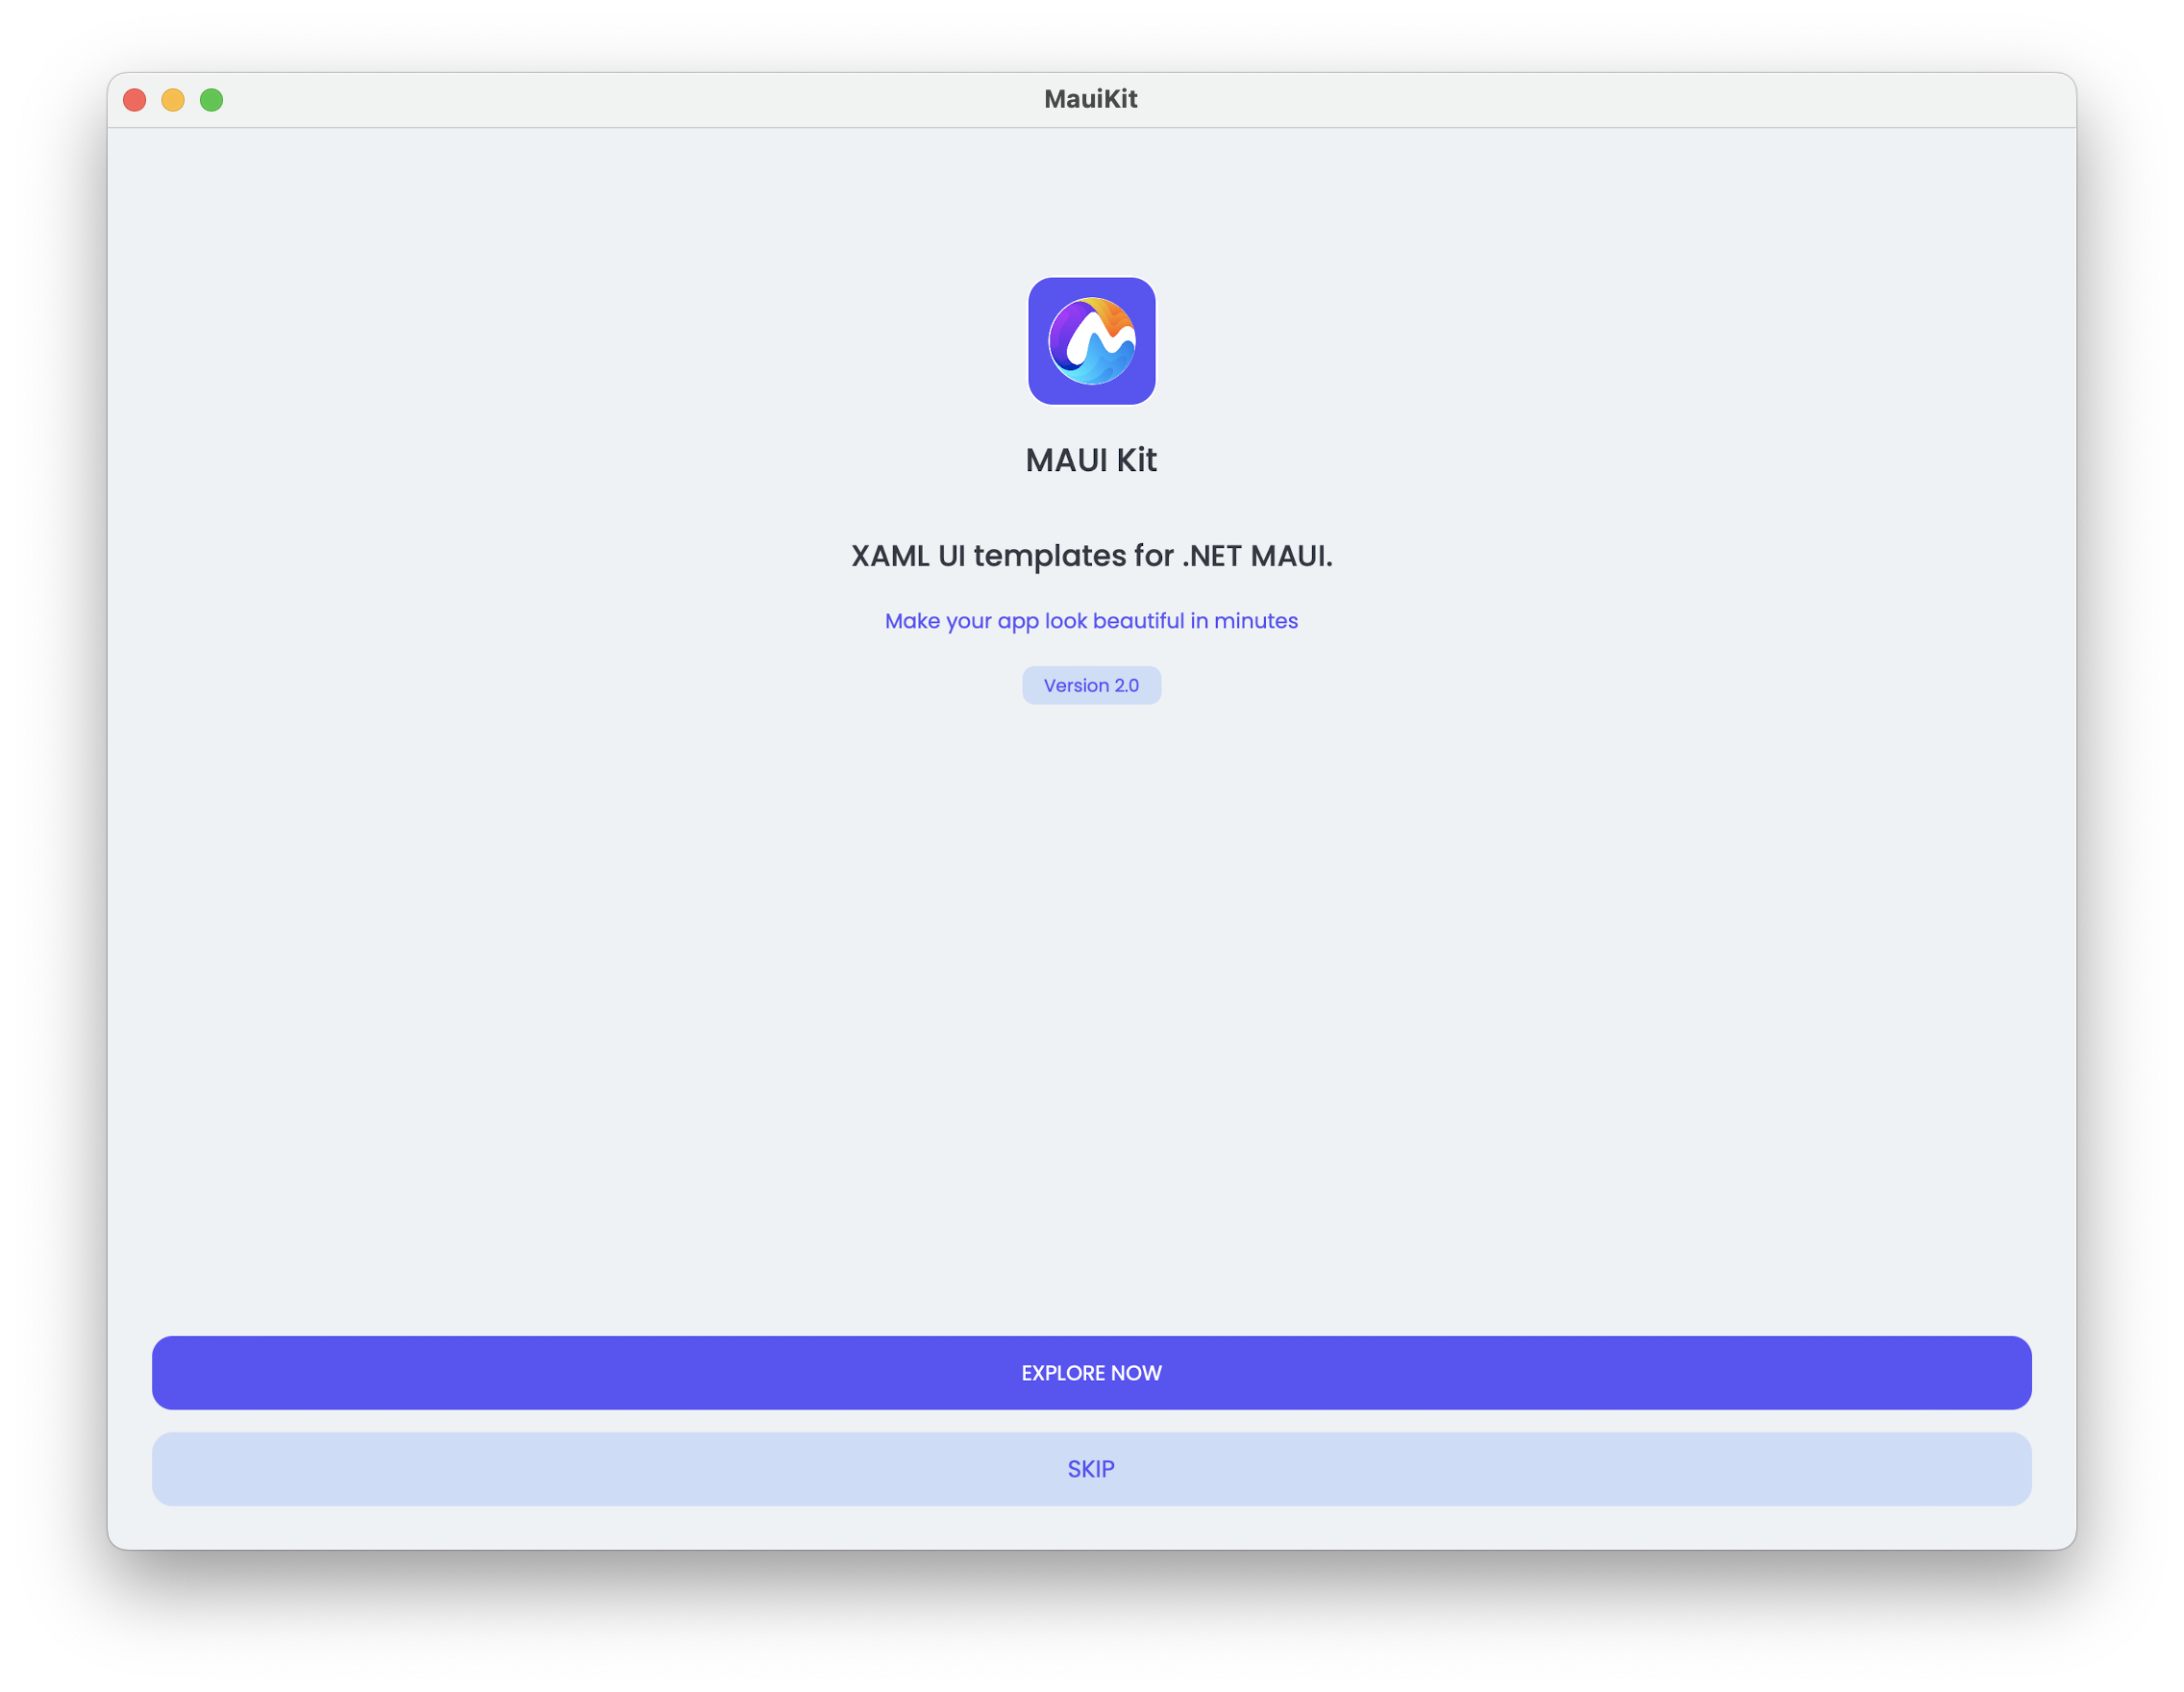 MauiKit
MAUI Kit
XAML UI templates for .NET MAUI.
Make your app look beautiful in minutes
Version 2.0
EXPLORE NOW
SKIP